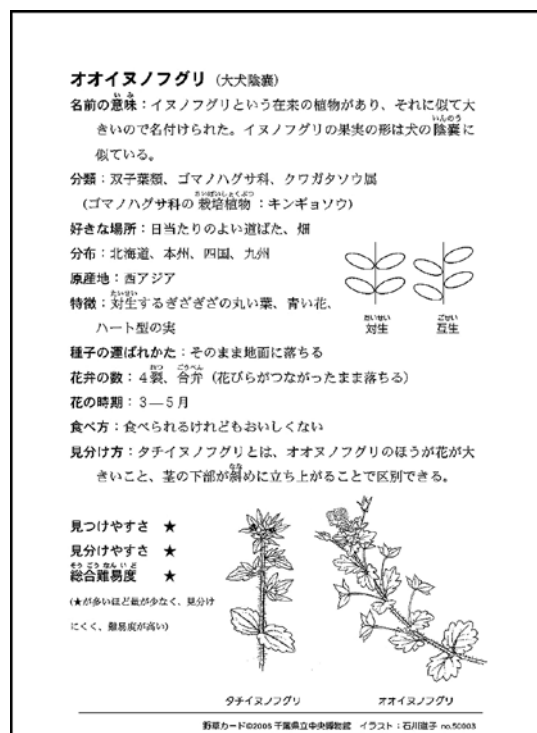 オオイヌノフグリ（大犬陰嚢）
名前の意味：イヌノフグリという在来の植物があり、それに似て大
きいので名付けられた。イヌノフグリの果実の形は犬の陰嚢に
似ている。
分類：双子葉類、ゴマノハグサ科、クワガタソウ属
（ゴマノハグサ科の栽培植物：キンギョソウ）
好きな場所：日当たりのよい道ばた、畑
分布：北海道、本州、四国、九州
原産地：西アジア
特徴：対生するぎざぎざの丸い葉、青い花、
ハート型の実
対生 互生
種子の運ばれかた：そのまま地面に落ちる
花弁の数：４裂、合弁（花びらがつながったまま落ちる）
花の時期：３―５月
食べ方：食べられるけれどもおいしくない
見分け方：タチイヌノフグリとは、オオイヌノフグリのほうが花が大
きいこと、茎の下部が斜めに立ち上がることで区別できる。
見つけやすさ ★
見分けやすさ ★
総合難易度 ★
(★が多いほど数が少なく、見分け
にくく、難易度が高い)
タチイヌノフグリ オオイヌノフグリ
野草カード©2005 千葉県立中央博物館 イラスト：石川 子 no.50003